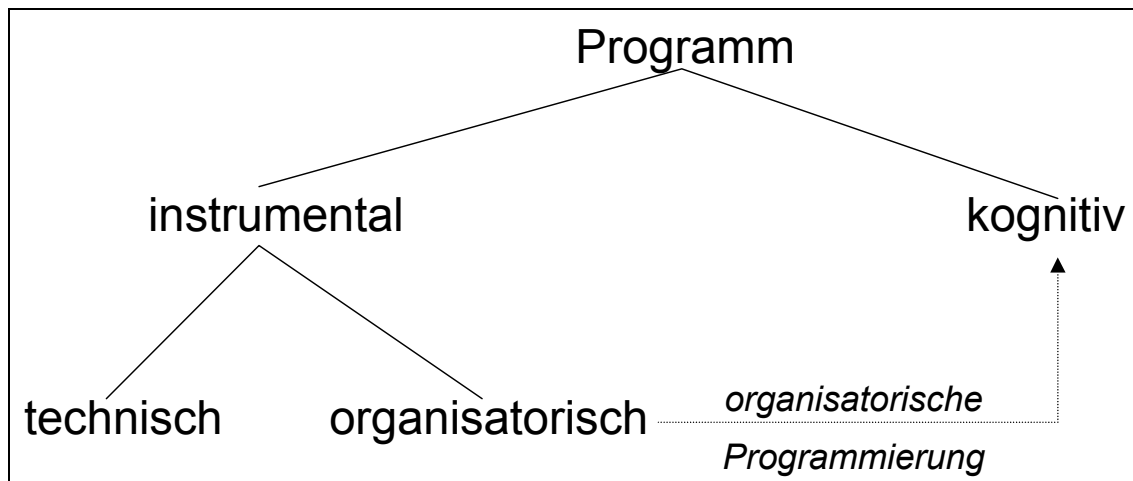 Programm
instrumental
kognitiv
technisch
organisatorisch
organisatorische
Programmierung